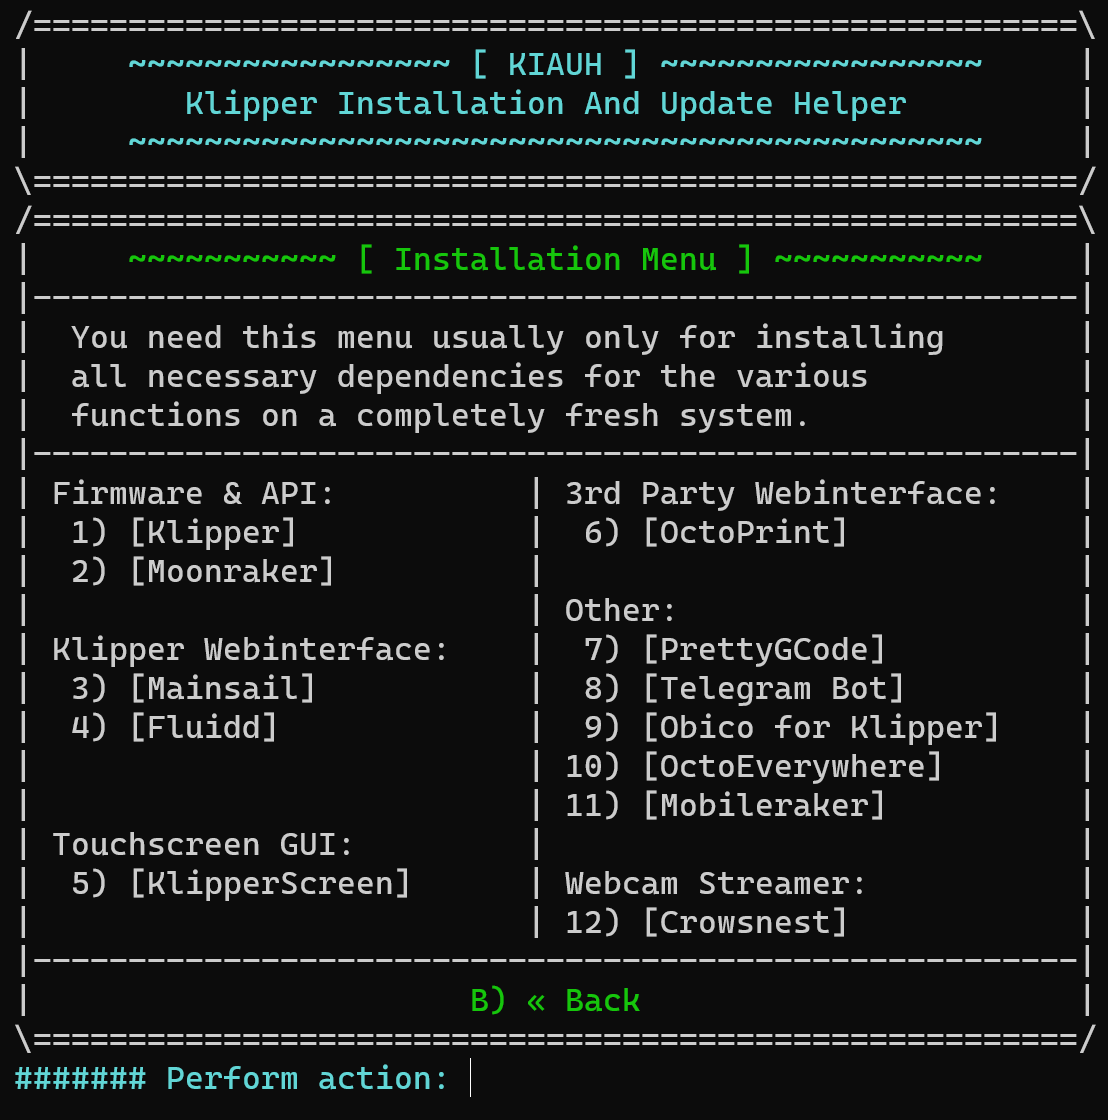 /=======================================================\
|     ~~~~~~~~~~~~~~~~~ [ KIAUH ] ~~~~~~~~~~~~~~~~~     |
|        Klipper Installation And Update Helper         |
|     ~~~~~~~~~~~~~~~~~~~~~~~~~~~~~~~~~~~~~~~~~~~~~     |
\=======================================================/
/=======================================================\
|     ~~~~~~~~~~~ [ Installation Menu ] ~~~~~~~~~~~     |
|-------------------------------------------------------|
|  You need this menu usually only for installing       |
|  all necessary dependencies for the various           |
|  functions on a completely fresh system.              |
|-------------------------------------------------------|
| Firmware & API:          | 3rd Party Webinterface:    |
|  1) [Klipper]            |  6) [OctoPrint]            |
|  2) [Moonraker]          |                            |
|                          | Other:                     |
| Klipper Webinterface:    |  7) [PrettyGCode]          |
|  3) [Mainsail]           |  8) [Telegram Bot]         |
|  4) [Fluidd]             |  9) [Obico for Klipper]    |
|                          | 10) [OctoEverywhere]       |
|                          | 11) [Mobileraker]          |
| Touchscreen GUI:         |                            |
|  5) [KlipperScreen]      | Webcam Streamer:           |
|                          | 12) [Crowsnest]            |
|-------------------------------------------------------|
|                       B) « Back                       |
\=======================================================/
####### Perform action: